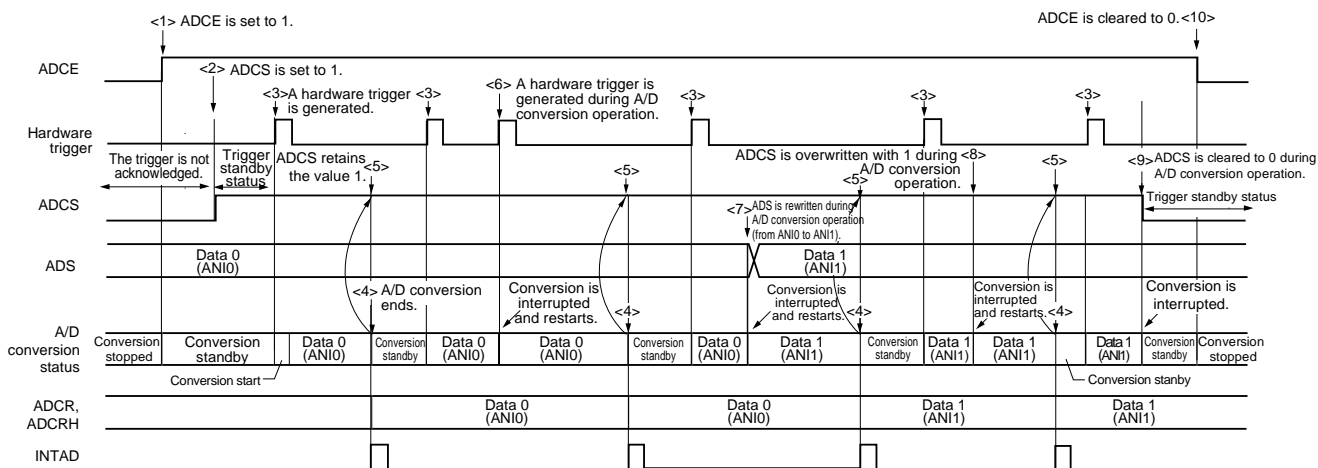 <1> ADCE is set to 1.
ADCE is cleared to 0. <10>
ADCE
<2> ADCS is set to 1.
<3> A hardware trigger
is generated.
<3>
<6> A hardware trigger is
generated during A/D
conversion operation.
<3>
<3>
<3>
Hardware
trigger
The trigger is not
acknowledged.
Trigger
standby
status
ADCS retains
the value 1.
<5>
<5>
ADCS is overwritten with 1 during <8>
A/D conversion
operation.
<5>
<5>
<9> ADCS is cleared to 0 during
A/D conversion operation.
Trigger standby status
ADCS
<7> ADS is rewritten during
A/D conversion operation
(from ANI0 to ANI1).
ADS
Data 0
(ANI0)
Data 1
(ANI1)
<4> A/D conversion
ends.
Conversion is
interrupted
and restarts.
<4>
Conversion is
interrupted
and restarts.
<4>
Conversion is
interrupted
and restarts.
<4>
Conversion is
interrupted.
A/D
conversion
status
Conversion
stopped
Conversion
standby
Data 0
(ANI0)
Conversion
standby
Data 0
(ANI0)
Data 0
(ANI0)
Conversion
standby
Data 0
(ANI0)
Data 1
(ANI1)
Conversion
standby
Data 1
(ANI1)
Data 1
(ANI1)
Data 1
(ANI1)
Conversion
standby
Conversion
stopped
Conversion start
Conversion stanby
ADCR,
ADCRH
Data 0
(ANI0)
Data 0
(ANI0)
Data 1
(ANI1)
Data 1
(ANI1)
INTAD